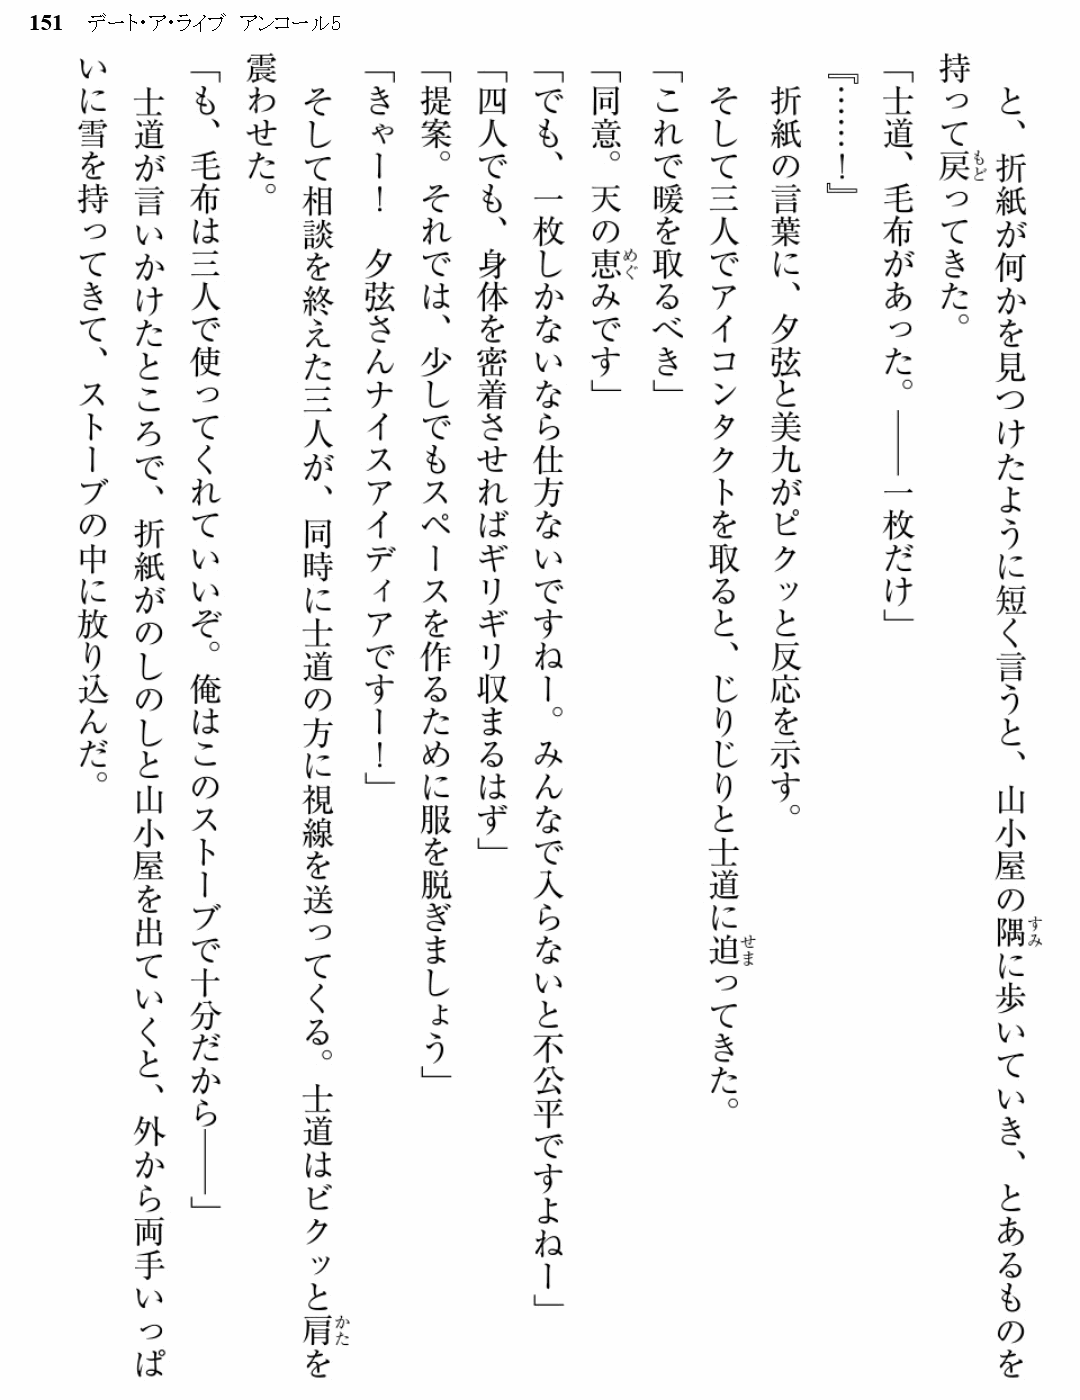 151 デート・ア・ライブ アンコール5
　と、折紙が何かを見つけたように短く言うと、山小屋の隅に歩いていき、とあるものを
持って戻ってきた。
「士道、毛布があった。――一枚だけ」
『……！』
　折紙の言葉に、夕弦と美九がピクッと反応を示す。
　そして三人でアイコンタクトを取ると、じりじりと士道に迫ってきた。
「これで暖を取るべき」
「同意。天の恵みです」
「でも、一枚しかないなら仕方ないですねー。みんなで入らないと不公平ですよねー」
「四人でも、身体を密着させればギリギリ収まるはず」
「提案。それでは、少しでもスペースを作るために服を脱ぎましょう」
「きゃー！　夕弦さんナイスアイディアですー！」
　そして相談を終えた三人が、同時に士道の方に視線を送ってくる。士道はビクッと肩を
震わせた。
「も、毛布は三人で使ってくれていいぞ。俺はこのストーブで十分だから――」
　士道が言いかけたところで、折紙がのしのしと山小屋を出ていくと、外から両手いっぱ
いに雪を持ってきて、ストーブの中に放り込んだ。